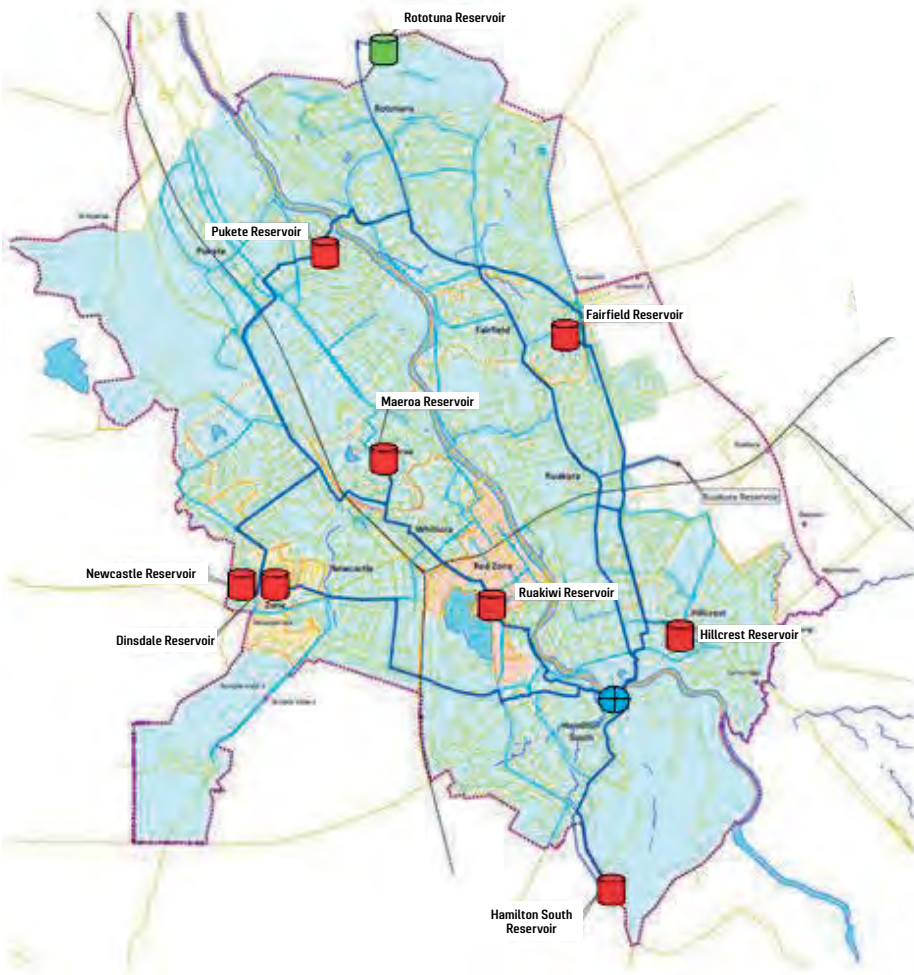 Rototuna Reservoir
Rototuna
Pukete Reservoir
Pukete
Fairfield Reservoir
Fairfield
Maeroa Reservoir
Ruakura
Ruakura Reservoir
Whitiora
Newcastle Reservoir
Newcastle
Red Zone
Zone
Ruakiwi Reservoir
Dinsdale Reservoir
Hillcrest
Hillcrest Reservoir
Hamilton
South
Hamilton South
Reservoir